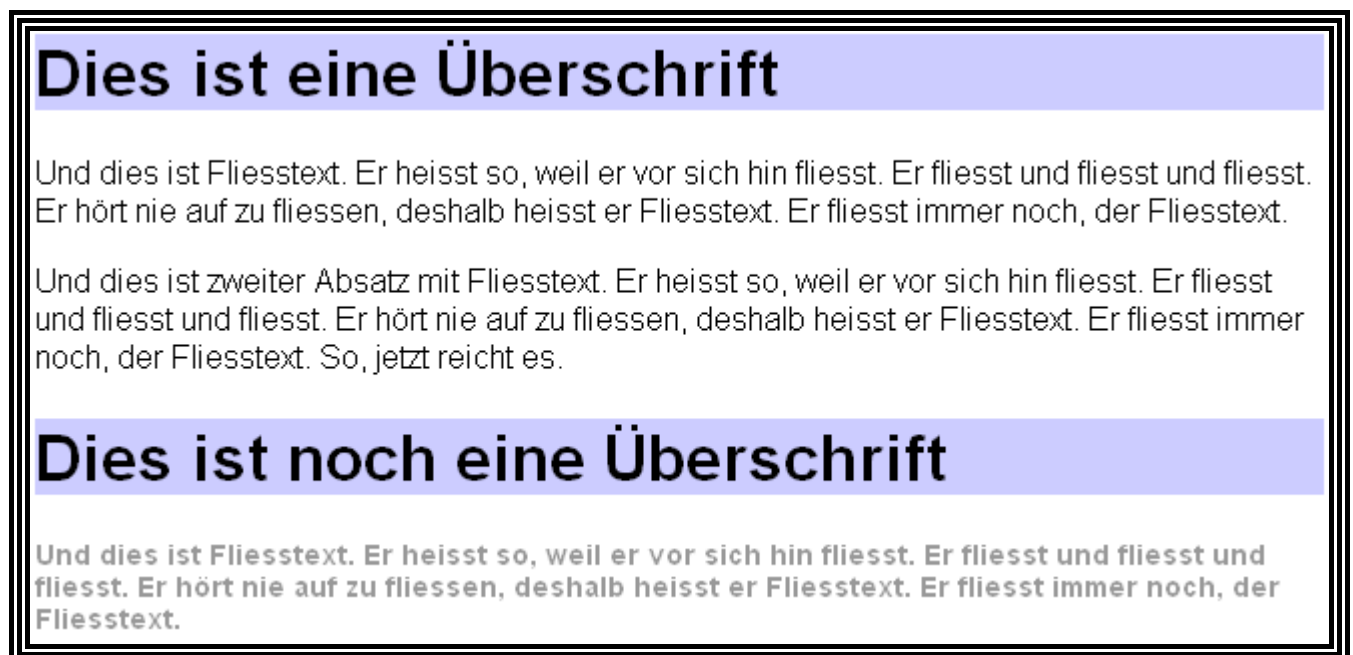 Dies ist eine Überschrift
Und dies ist Fliesstext. Er heisst so, weil er vor sich hin fliesst. Er fliesst und fliesst und fliesst.
Er hört nie auf zu fliessen, deshalb heisst er Fliesstext. Er fliesst immer noch, der Fliesstext.
Und dies ist zweiter Absatz mit Fliesstext. Er heisst so, weil er vor sich hin fliesst. Er fliesst
und fliesst und fliesst. Er hört nie auf zu fliessen, deshalb heisst er Fliesstext. Er fliesst immer
noch, der Fliesstext. So, jetzt reicht es.
Dies ist noch eine Überschrift
Und dies ist Fliesstext. Er heisst so, weil er vor sich hin fliesst. Er fliesst und fliesst und
fliesst. Er hört nie auf zu fliessen, deshalb heisst er Fliesstext. Er fliesst immer noch, der
Fliesstext.